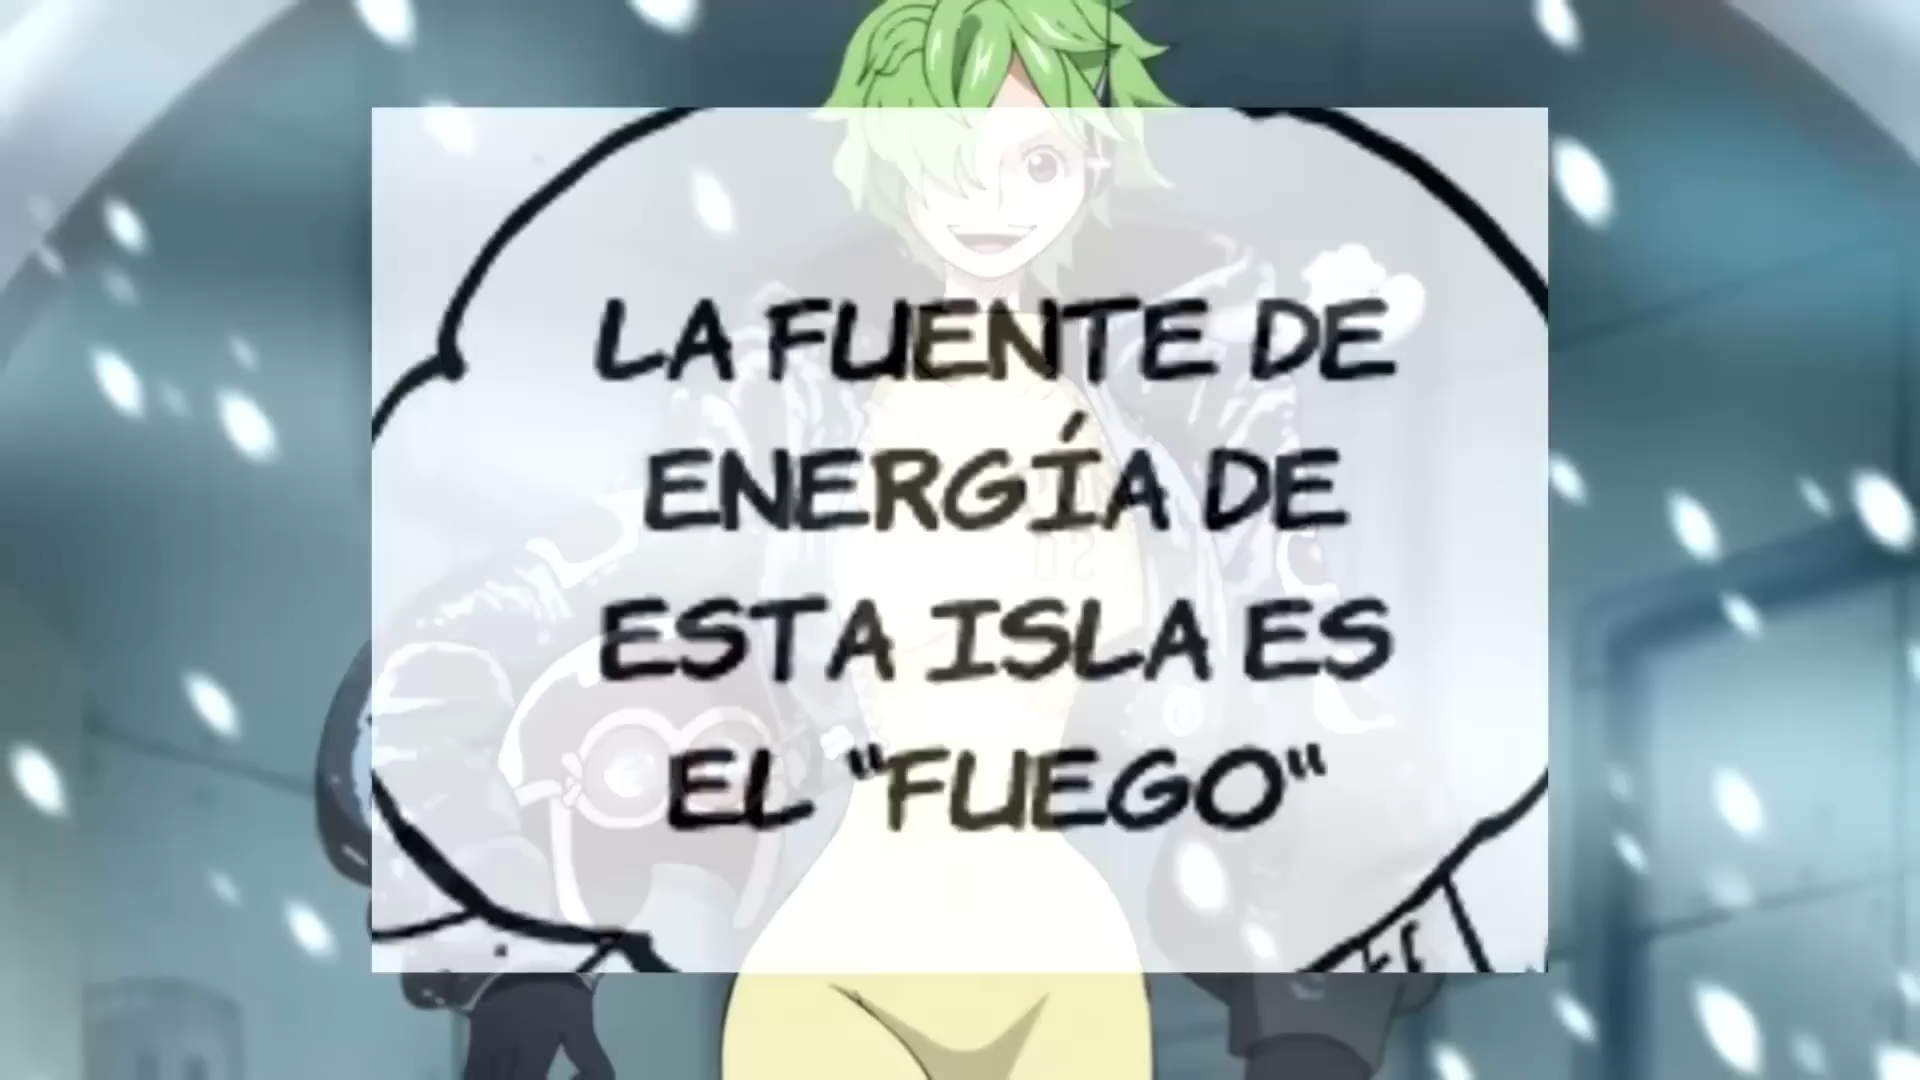 LA FUENTE DE
ENERGÍA DE
ESTA ISLA ES
EL "FUEGO"